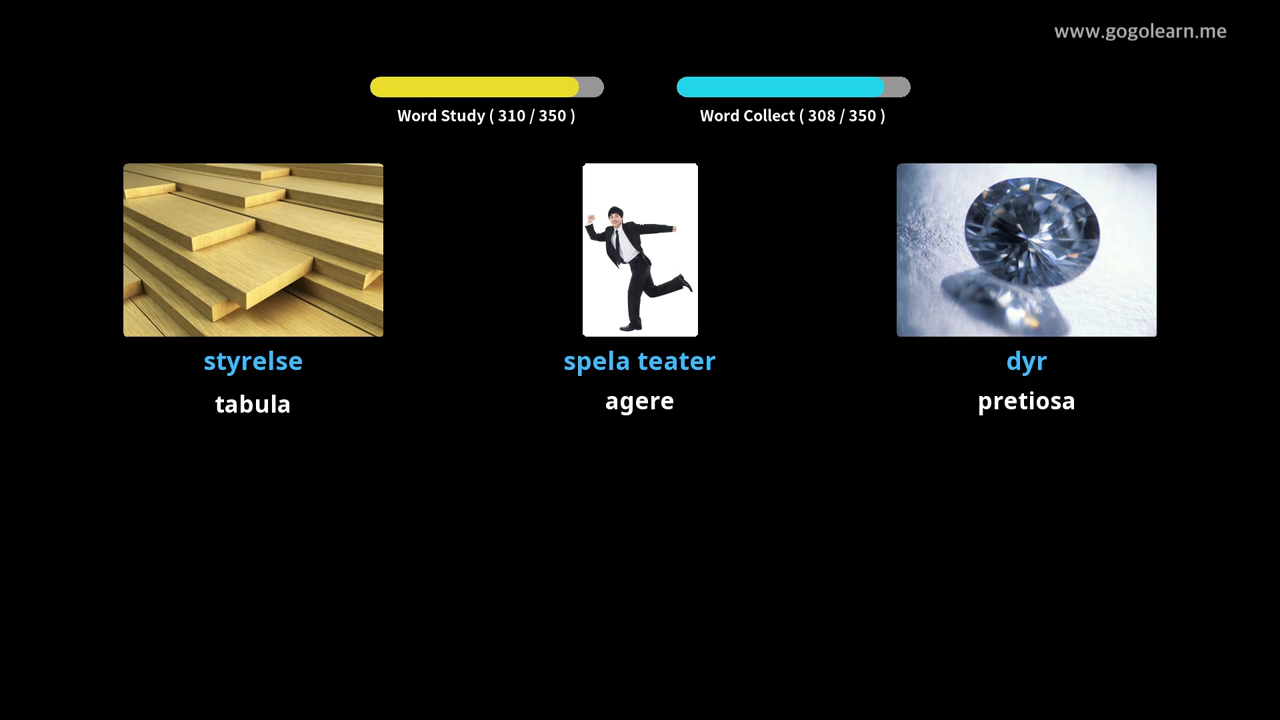 www.gogolearn.me
Word Study ( 310 / 350 )
Word Collect ( 308 / 350 )
styrelse
spela teater
dyr
tabula
agere
pretiosa